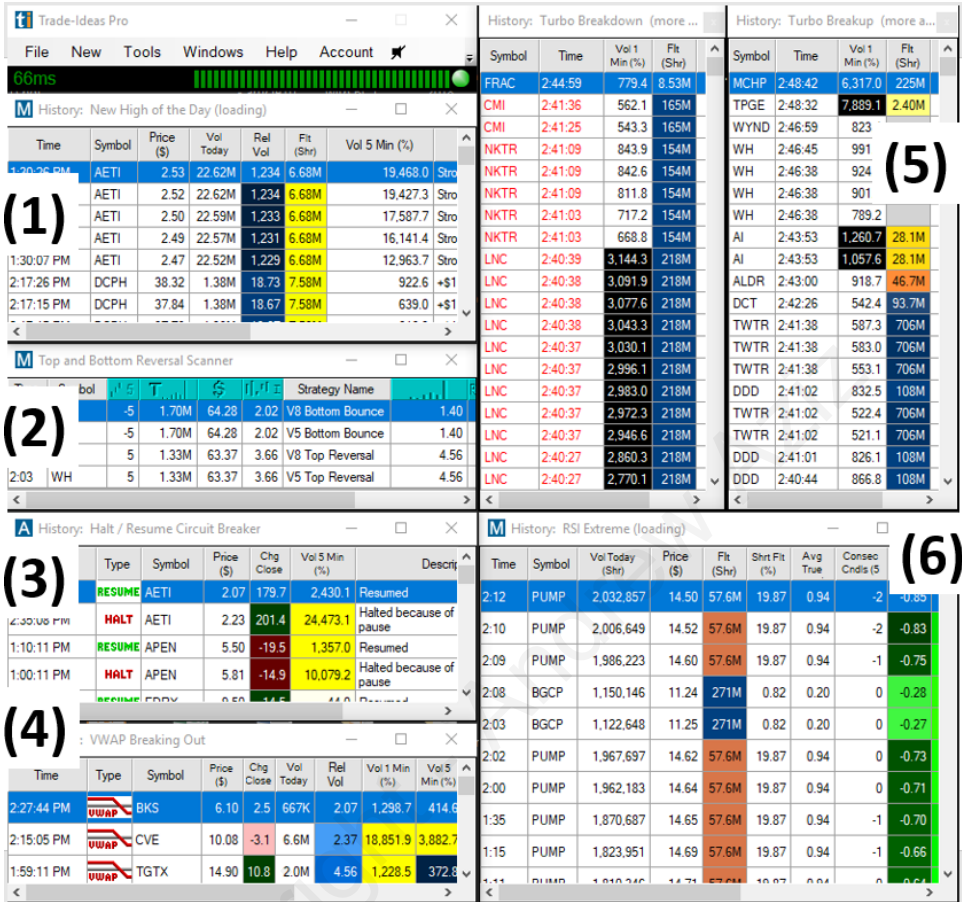 Trade-Ideas Pro
File New Tools Windows Help Account
66ms
M History: New High of the Day (loading)
Time Symbol Price ($) Vol Today Rel Vol Flt (Shr) Vol 5 Min (%)
1:30:26 PM AETI 2.53 22.62M 1,234 6.68M 19,468.0 Stro
AETI 2.52 22.62M 1,234 6.68M 19,427.3 Stro
(1)
AETI 2.50 22.59M 1,233 6.68M 17,587.7 Stro
AETI 2.49 22.57M 1,231 6.68M 16,141.4 Stro
1:30:07 PM AETI 2.47 22.52M 1,229 6.68M 12,963.7 Stro
2:17:26 PM DCPH 38.32 1.38M 18.73 7.58M 922.6 +$1
2:17:15 PM DCPH 37.84 1.38M 18.67 7.58M 639.0 +$1
M Top and Bottom Reversal Scanner
bol 5 T $ Strategy Name
(2)
-5 1.70M 64.28 2.02 V8 Bottom Bounce 1.40
-5 1.70M 64.28 2.02 V5 Bottom Bounce 1.40
5 1.33M 63.37 3.66 V8 Top Reversal 4.56
2:03 WH 5 1.33M 63.37 3.66 V5 Top Reversal 4.56
A History: Halt / Resume Circuit Breaker
Type Symbol Price ($) Chg Close Vol 5 Min (%) Descrip
(3)
RESUME AETI 2.07 179.7 2,430.1 Resumed
2:35:08 PM HALT AETI 2.23 201.4 24,473.1 Halted because of pause
1:10:11 PM RESUME APEN 5.50 -19.5 1,357.0 Resumed
1:00:11 PM HALT APEN 5.81 -14.9 10,079.2 Halted because of pause
(4)
: VWAP Breaking Out
Time Type Symbol Price ($) Chg Close Vol Today Rel Vol Vol 1 Min (%) Vol 5 Min (%)
2:27:44 PM VWAP BKS 6.10 2.5 667K 2.07 1,298.7 414.6
2:15:05 PM VWAP CVE 10.08 -3.1 6.6M 2.37 18,851.9 3,882.7
1:59:11 PM VWAP TGTX 14.90 10.8 2.0M 4.56 1,228.5 372.8
History: Turbo Breakdown (more ...
Symbol Time Vol 1 Min (%) Flt (Shr)
FRAC 2:44:59 779.4 8.53M
CMI 2:41:36 562.1 165M
CMI 2:41:25 543.3 165M
NKTR 2:41:09 843.9 154M
NKTR 2:41:09 842.6 154M
NKTR 2:41:09 811.8 154M
NKTR 2:41:03 717.2 154M
NKTR 2:41:03 668.8 154M
LNC 2:40:39 3,144.3 218M
LNC 2:40:38 3,091.9 218M
LNC 2:40:38 3,077.6 218M
LNC 2:40:38 3,043.3 218M
LNC 2:40:37 3,030.1 218M
LNC 2:40:37 2,996.1 218M
LNC 2:40:37 2,983.0 218M
LNC 2:40:37 2,972.3 218M
LNC 2:40:37 2,946.6 218M
LNC 2:40:27 2,860.3 218M
LNC 2:40:27 2,770.1 218M
History: Turbo Breakup (more a...
Symbol Time Vol 1 Min (%) Flt (Shr)
MCHP 2:48:42 6,317.0 225M
TPGE 2:48:32 7,889.1 2.40M
WYND 2:46:59 823
WH 2:46:45 991
(5)
WH 2:46:38 924
WH 2:46:38 901
WH 2:46:38 789.2
AI 2:43:53 1,260.7 28.1M
AI 2:43:53 1,057.6 28.1M
ALDR 2:43:00 918.7 46.7M
DCT 2:42:26 542.4 93.7M
TWTR 2:41:38 587.3 706M
TWTR 2:41:38 583.0 706M
TWTR 2:41:38 553.1 706M
DDD 2:41:02 832.5 108M
TWTR 2:41:02 522.4 706M
TWTR 2:41:02 521.1 706M
DDD 2:41:01 826.1 108M
DDD 2:40:44 866.8 108M
M History: RSI Extreme (loading)
(6)
Time Symbol Vol Today (Shr) Price ($) Flt (Shr) Shrt Flt (%) Avg True Consec Cndls (5
2:12 PUMP 2,032,857 14.50 57.6M 19.87 0.94 -2 -0.85
2:10 PUMP 2,006,649 14.52 57.6M 19.87 0.94 -2 -0.83
2:09 PUMP 1,986,223 14.60 57.6M 19.87 0.94 -1 -0.75
2:08 BGCP 1,150,146 11.24 271M 0.82 0.20 0 -0.28
2:03 BGCP 1,122,648 11.25 271M 0.82 0.20 0 -0.27
2:02 PUMP 1,967,697 14.62 57.6M 19.87 0.94 0 -0.73
2:00 PUMP 1,962,183 14.64 57.6M 19.87 0.94 0 -0.71
1:35 PUMP 1,870,687 14.65 57.6M 19.87 0.94 -1 -0.70
1:15 PUMP 1,823,951 14.69 57.6M 19.87 0.94 -1 -0.66